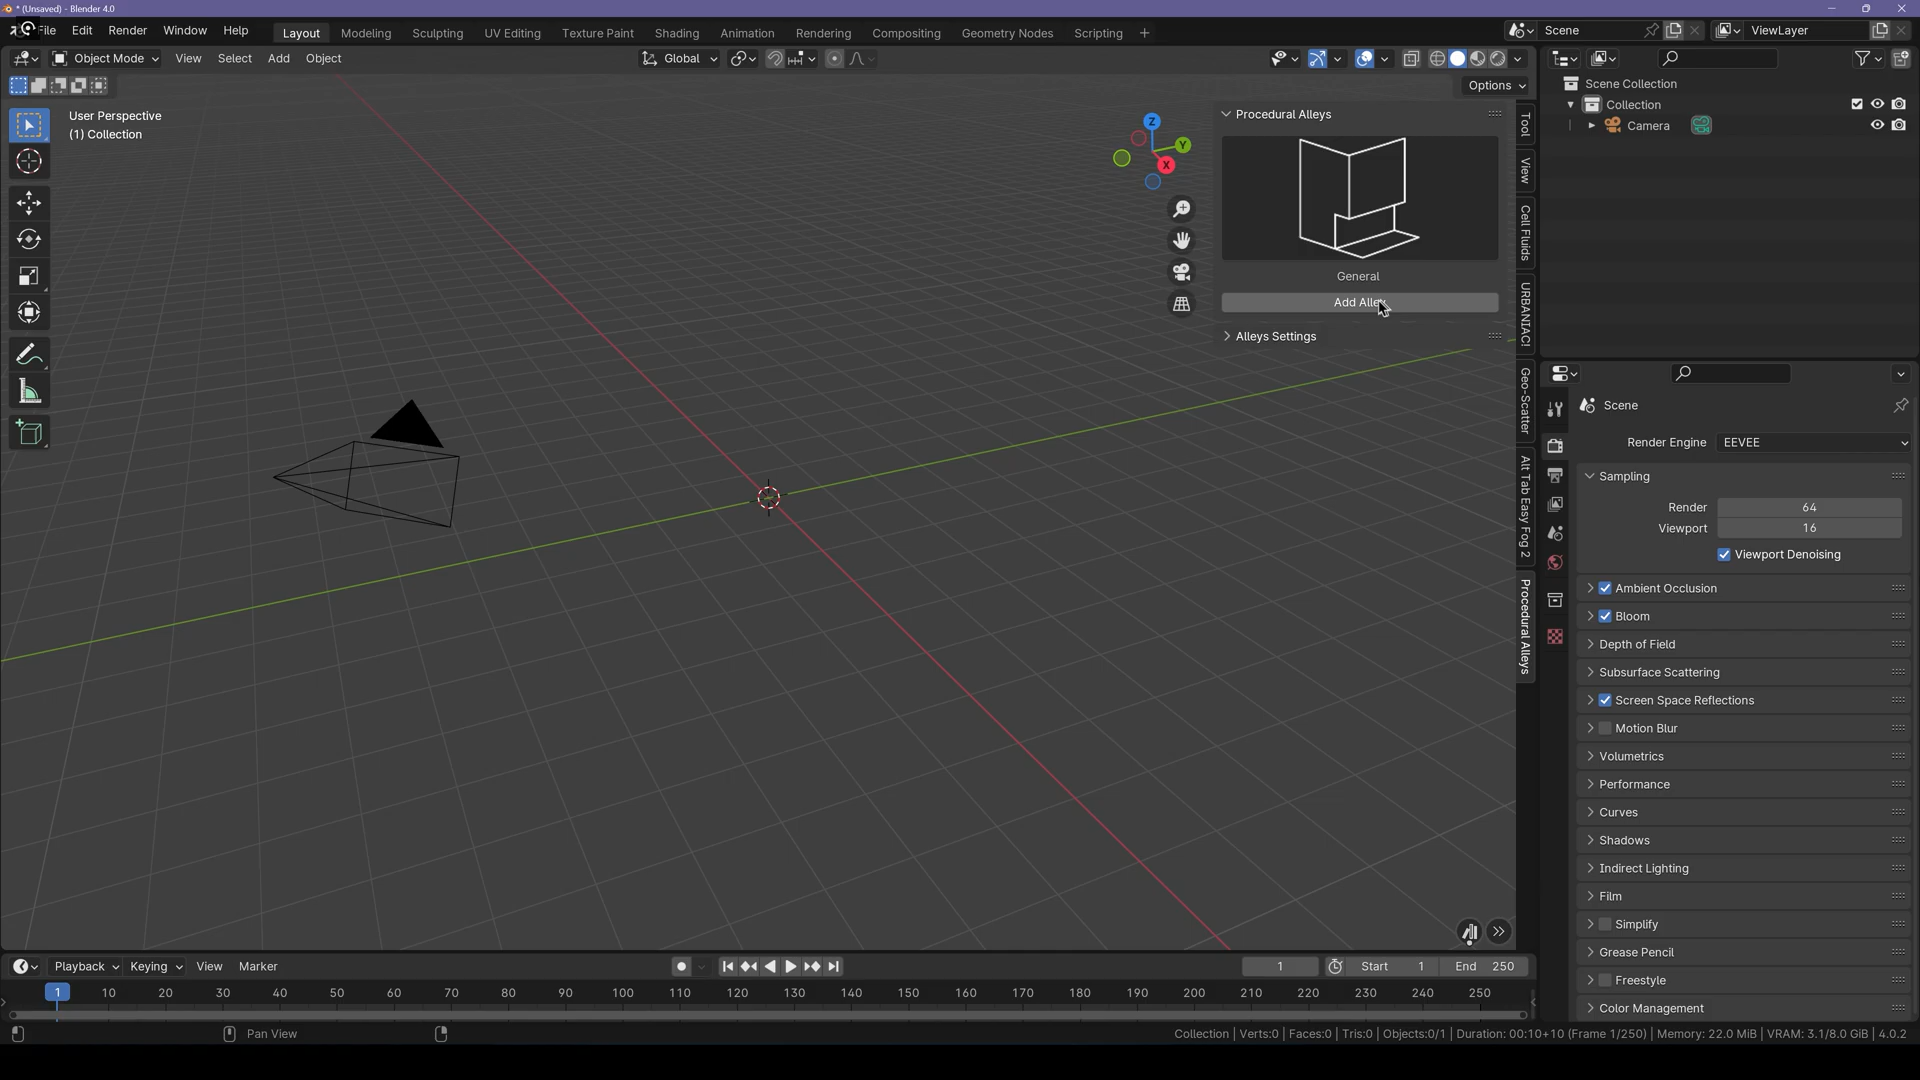 * (Unsaved) - Blender 4.0
File Edit Render Window Help Layout Modeling Sculpting UV Editing Texture Paint Shading Animation Rendering Compositing Geometry Nodes Scripting + Scene ViewLayer
Object Mode View Select Add Object Global
Options
User Perspective
(1) Collection
Z
Y
X
Procedural Alleys
General
Add Alley
Alleys Settings
Tool
View
Cell Fluids
URBANIAC!
Geo-Scatter
Alt Tab Easy Fog 2
Procedural Alleys
Scene Collection
Collection
Camera
Scene
Render Engine EEVEE
Sampling
Render 64
Viewport 16
Viewport Denoising
Ambient Occlusion
Bloom
Depth of Field
Subsurface Scattering
Screen Space Reflections
Motion Blur
Volumetrics
Performance
Curves
Shadows
Indirect Lighting
Film
Simplify
Grease Pencil
Freestyle
Color Management
Playback Keying View Marker 1 Start 1 End 250
1 10 20 30 40 50 60 70 80 90 100 110 120 130 140 150 160 170 180 190 200 210 220 230 240 250
Pan View Collection | Verts:0 | Faces:0 | Tris:0 | Objects:0/1 | Duration: 00:10+10 (Frame 1/250) | Memory: 22.0 MiB | VRAM: 3.1/8.0 GiB | 4.0.2